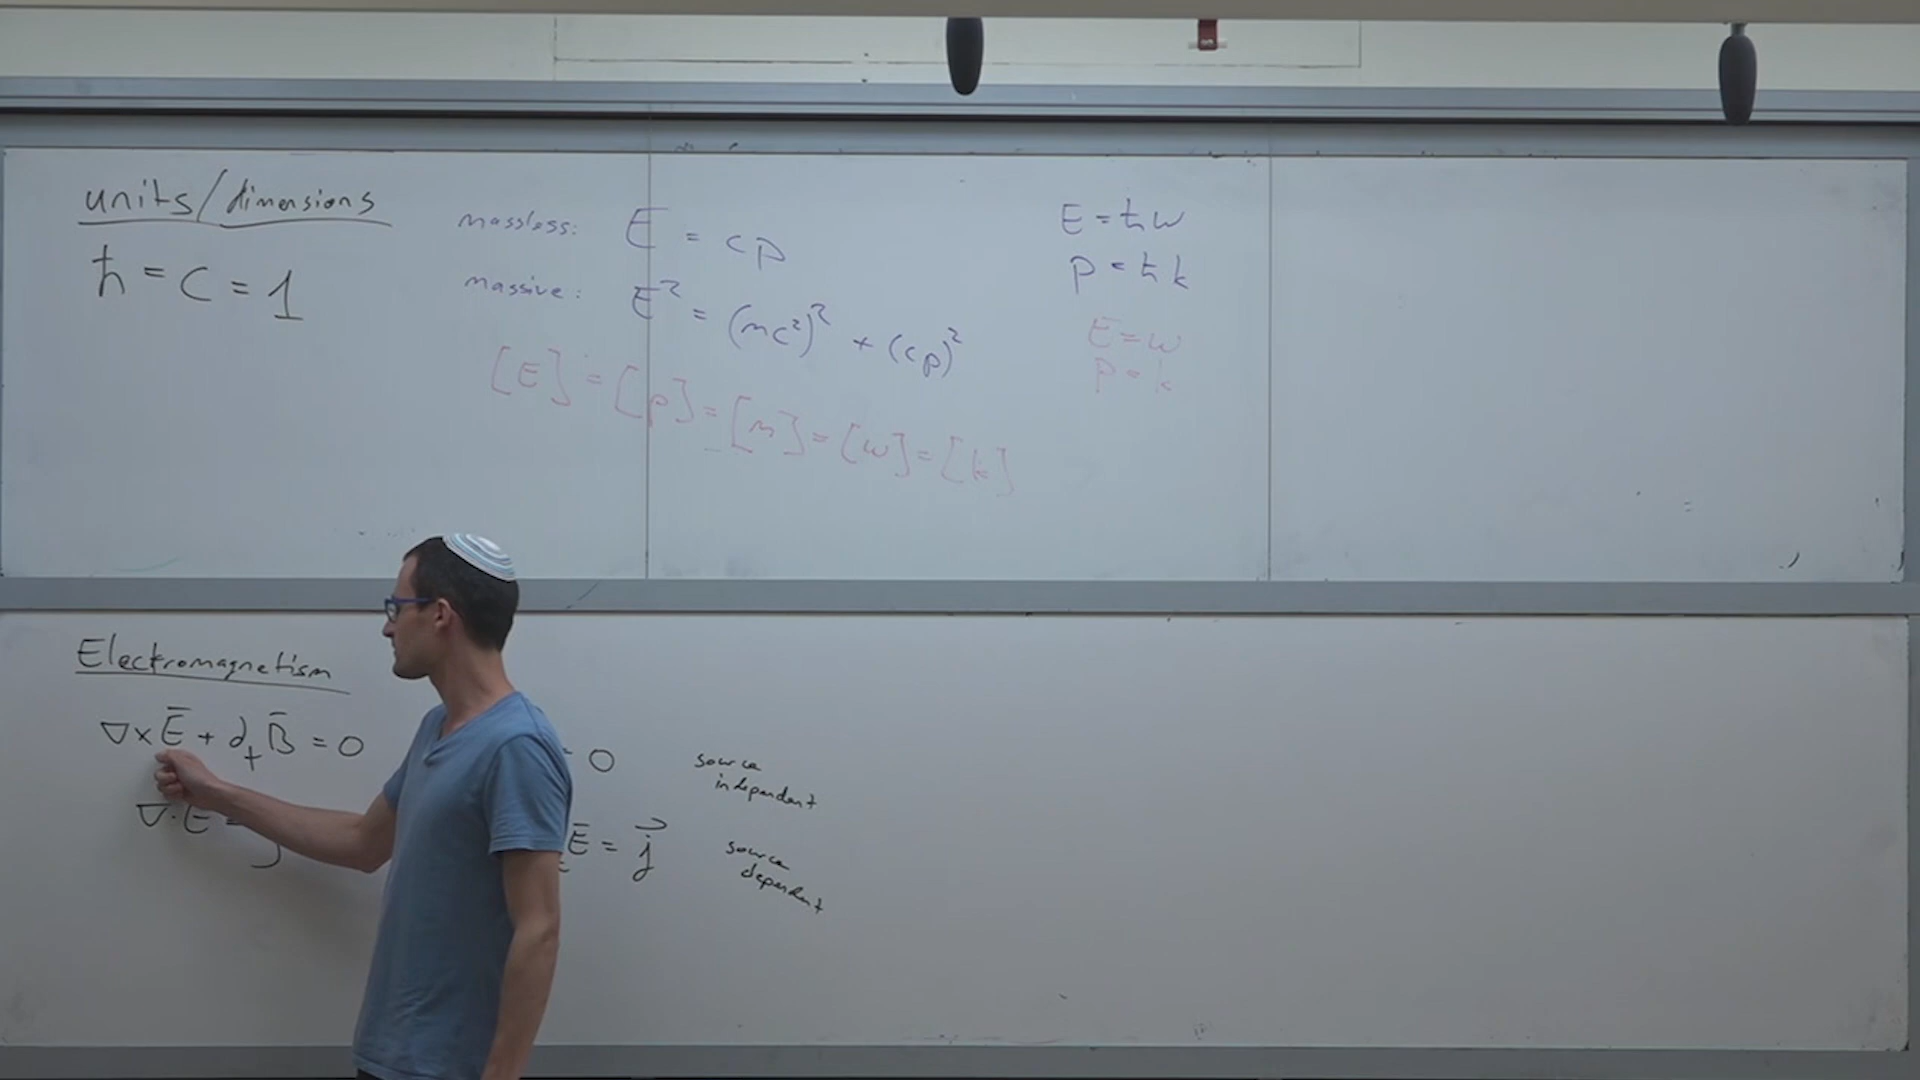 units/dimensions
ħ = c = 1
massless: E = cp
massive: E² = (mc²)² + (cp)²
[E] = [p] = [m] = [w] = [k]
E = ħw
p = ħk
E = w
p = k
Electromagnetism
∇×E̅ + ∂ₜB̅ = 0
= 0 source independent
∇·E̅ =
E̅ = j⃗ source dependent